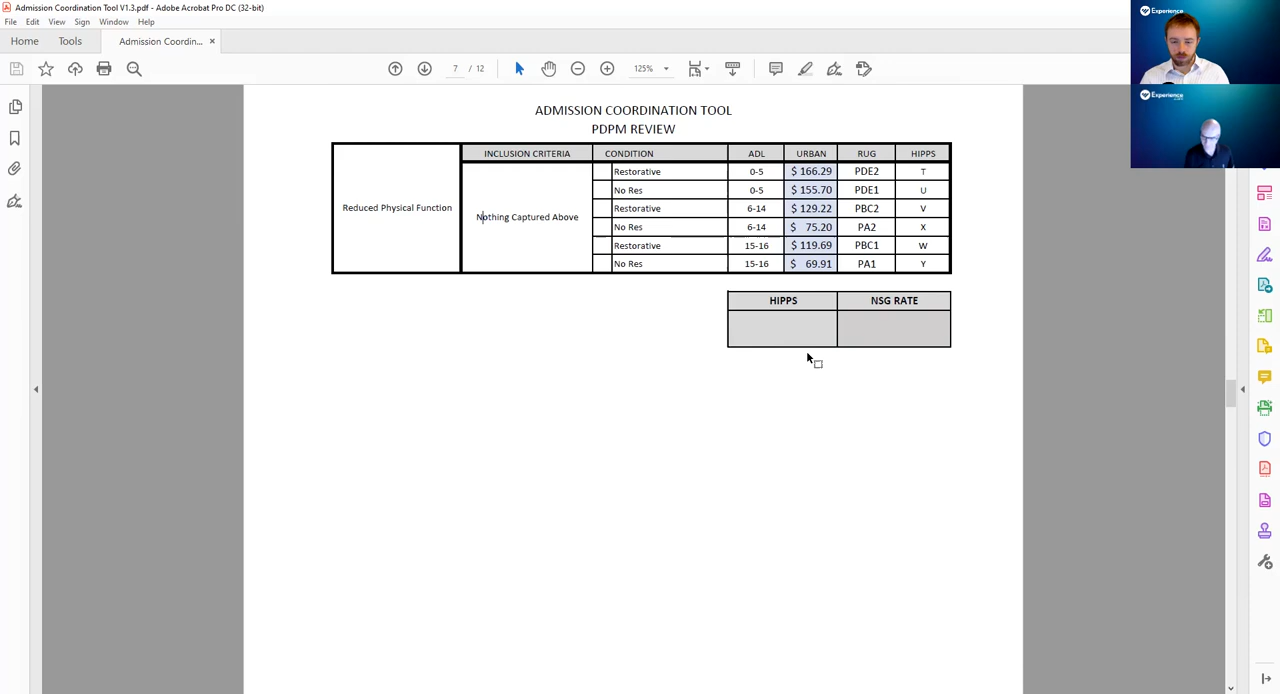 Admission Coordination Tool V1.3.pdf - Adobe Acrobat Pro DC (32-bit)
File Edit View Sign Window Help
Home Tools Admission Coordin... ×
7 / 12 125%
Experience
Experience
ADMISSION COORDINATION TOOL
PDPM REVIEW
INCLUSION CRITERIA CONDITION ADL URBAN RUG HIPPS
Reduced Physical Function
Nothing Captured Above
Restorative 0-5 $ 166.29 PDE2 T
No Res 0-5 $ 155.70 PDE1 U
Restorative 6-14 $ 129.22 PBC2 V
No Res 6-14 $ 75.20 PA2 X
Restorative 15-16 $ 119.69 PBC1 W
No Res 15-16 $ 69.91 PA1 Y
HIPPS NSG RATE